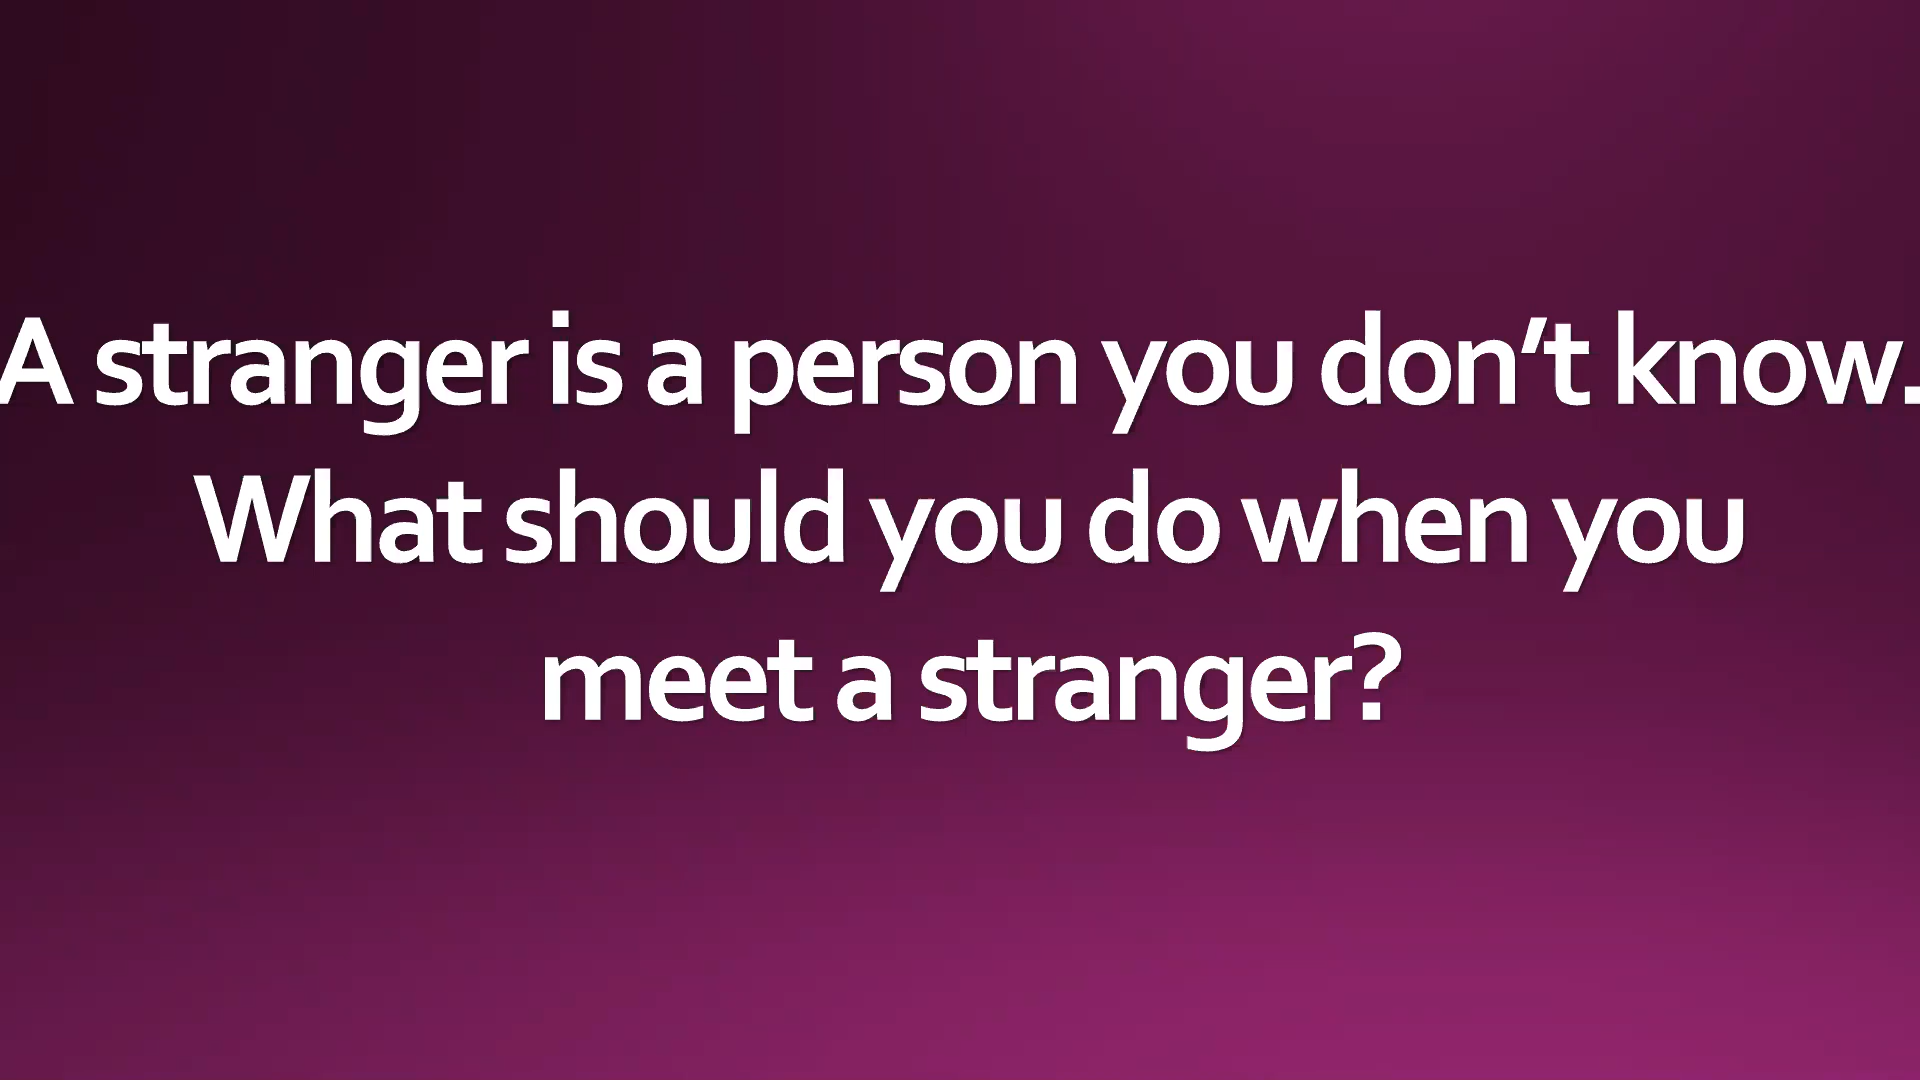 A stranger is a person you don’t know.
What should you do when you
meet a stranger?